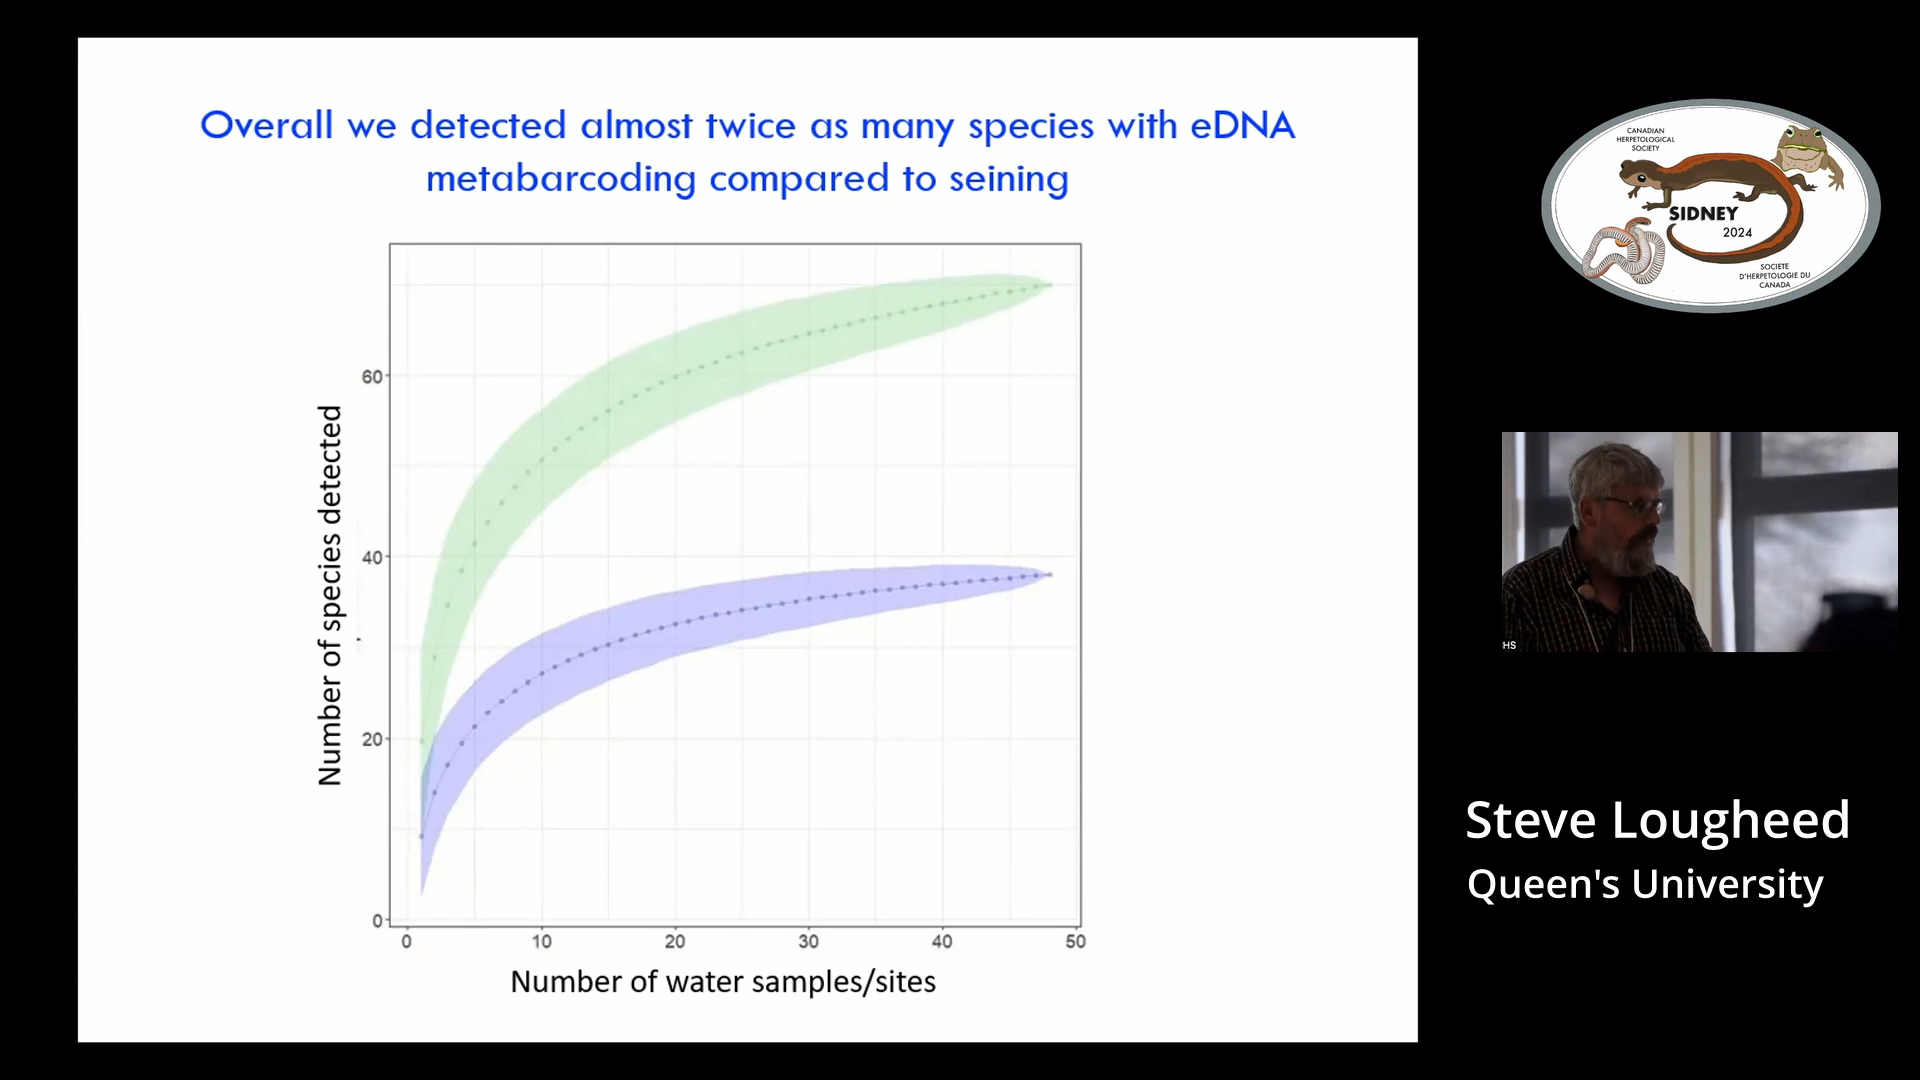 Overall we detected almost twice as many species with eDNA
metabarcoding compared to seining
Number of species detected
60
40
20
0
0 10 20 30 40 50
Number of water samples/sites
CANADIAN
HERPETOLOGICAL
SOCIETY
SIDNEY
2024
SOCIETE
D'HERPETOLOGIE DU
CANADA
HS
Steve Lougheed
Queen's University